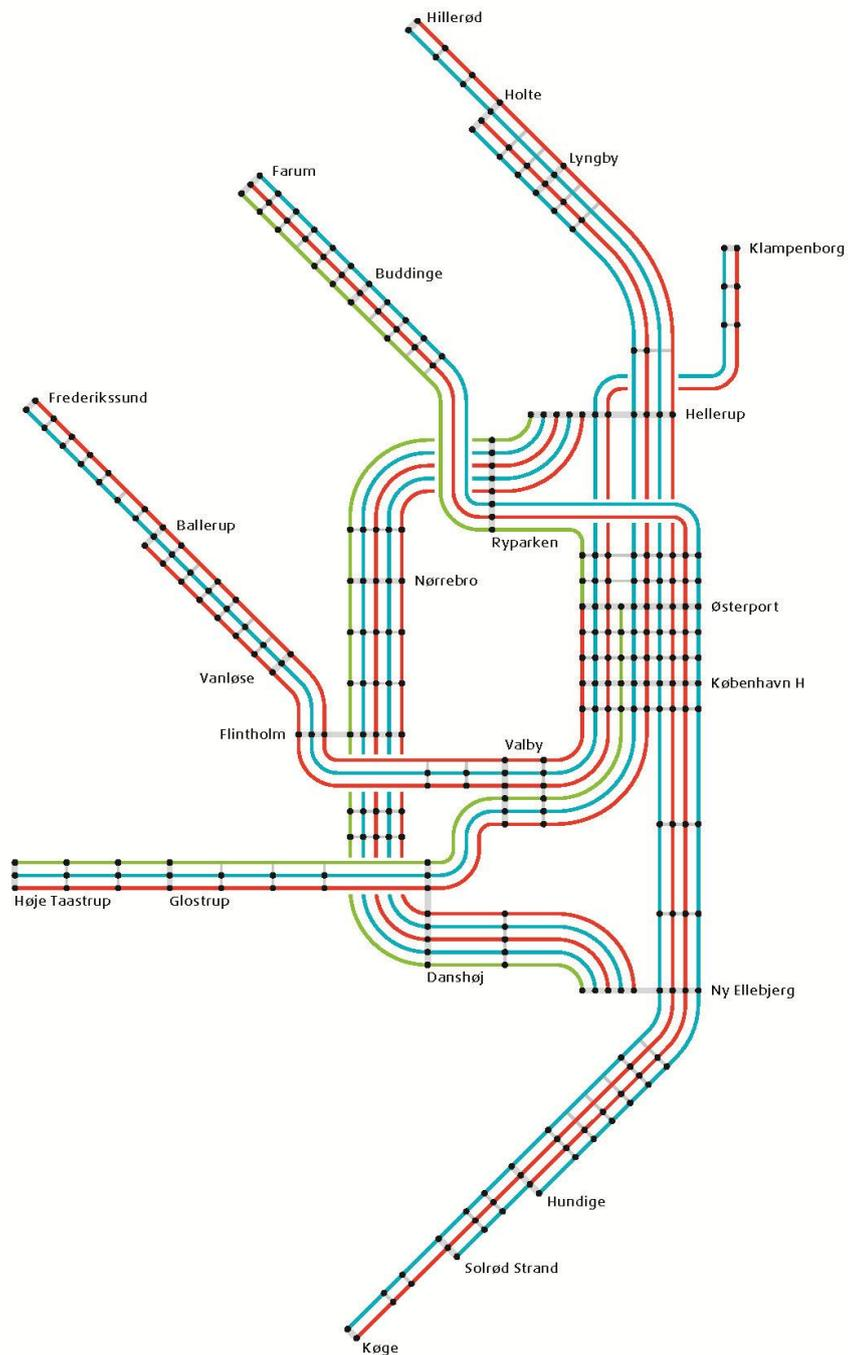 Hillerød
Holte
Lyngby
Farum
Klampenborg
Buddinge
Frederikssund
Hellerup
Ballerup
Ryparken
Nørrebro
Østerport
Vanløse
København H
Flintholm
Valby
Høje Taastrup
Glostrup
Danshøj
Ny Ellebjerg
Hundige
Solrød Strand
Køge